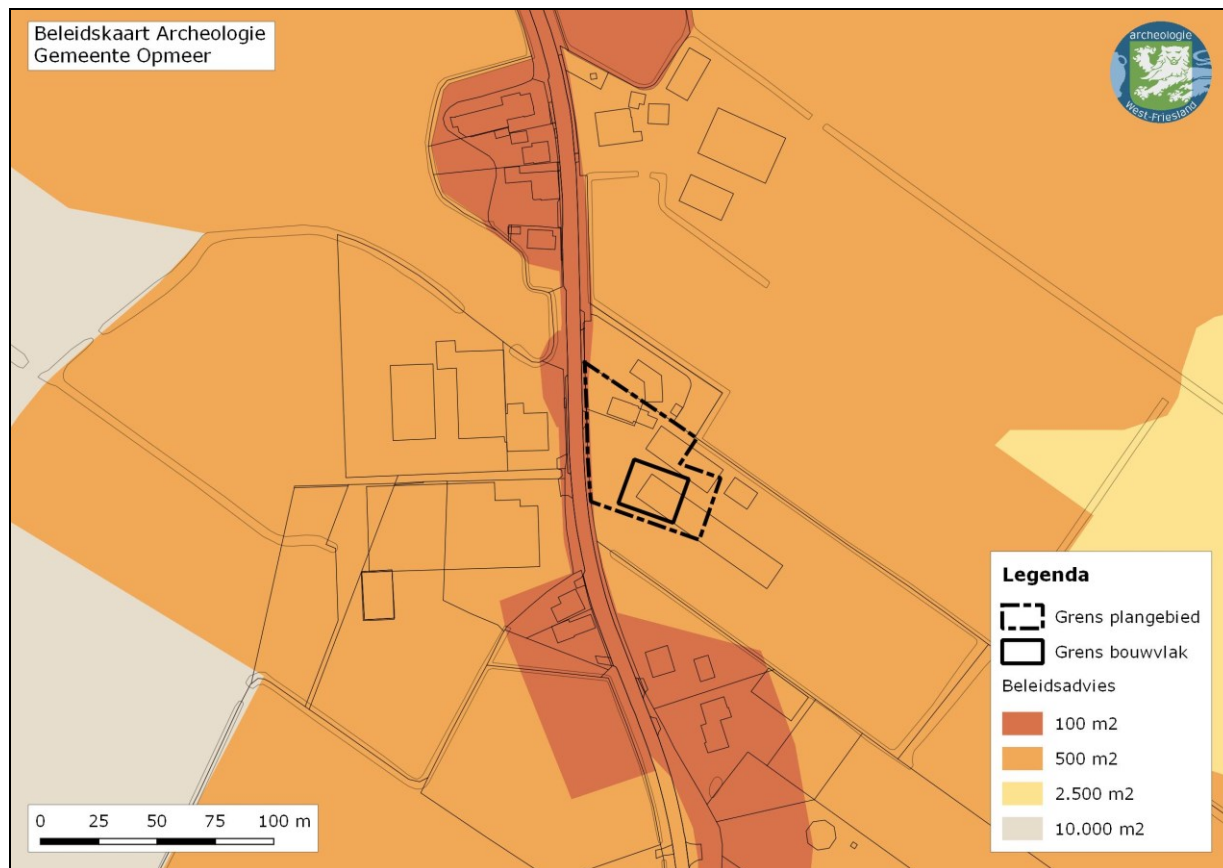 Beleidskaart Archeologie
Gemeente Opmeer
archeologie
West-Friesland
Legenda
Grens plangebied
Grens bouwvlak
Beleidsadvies
100 m2
500 m2
2.500 m2
10.000 m2
0 25 50 75 100 m